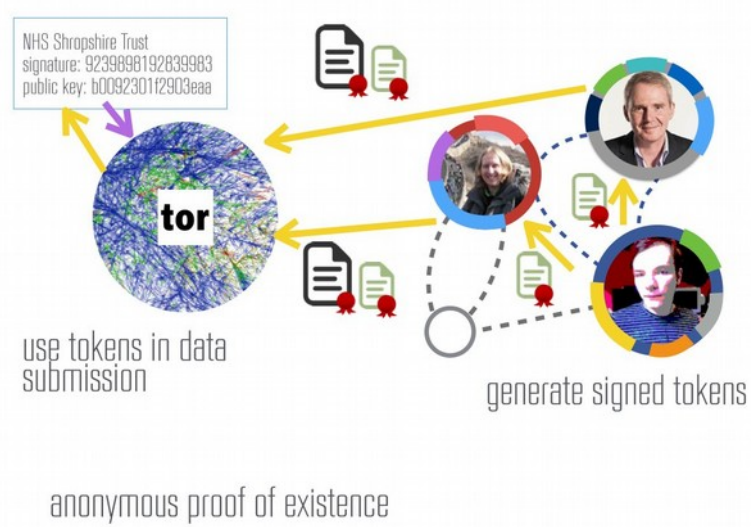 NHS Shropshire Trust
signature: 9239898192839983
public key: b0092301f2903eaa
tor
use tokens in data
submission
generate signed tokens
anonymous proof of existence